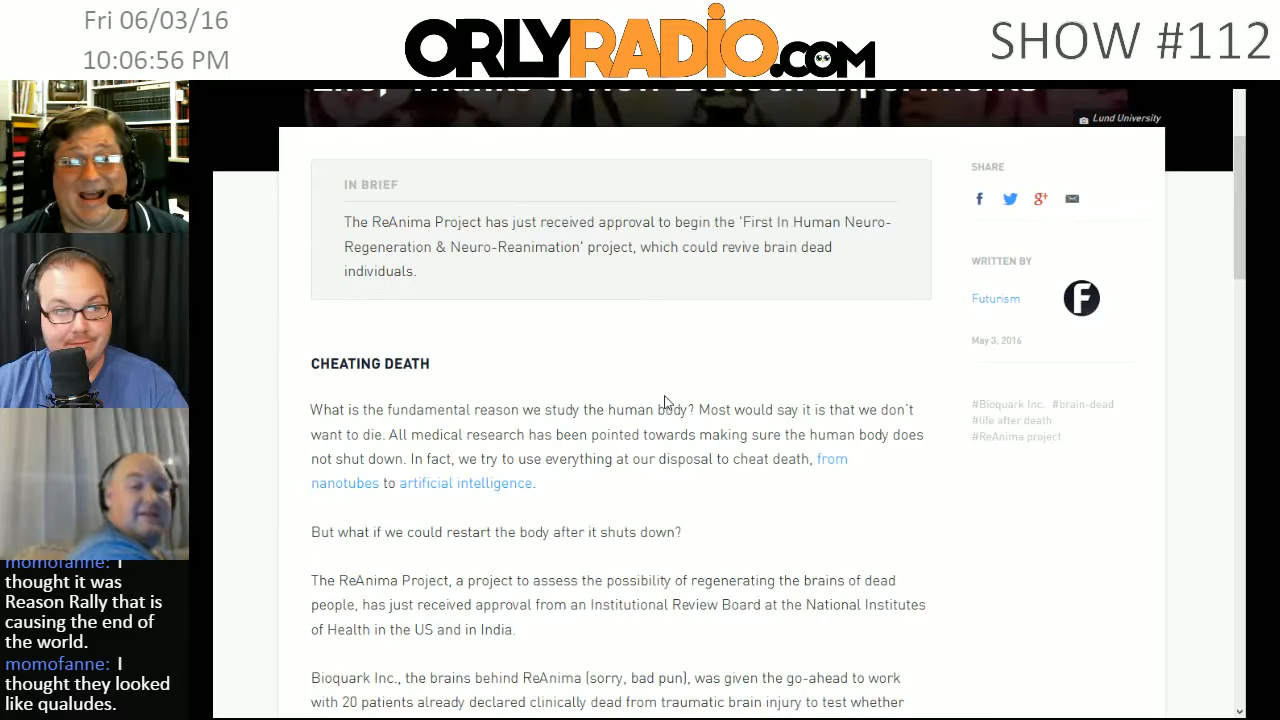 Fri 06/03/16
10:06:56 PM
ORLYRADIO.COM
SHOW #112
Life, Thanks to New Biotech Experiments
Lund University
IN BRIEF
The ReAnima Project has just received approval to begin the 'First In Human Neuro-
Regeneration & Neuro-Reanimation' project, which could revive brain dead
individuals.
SHARE
f
g+
WRITTEN BY
Futurism
F
May 3, 2016
#Bioquark Inc. #brain-dead
#life after death
#ReAnima project
CHEATING DEATH
What is the fundamental reason we study the human body? Most would say it is that we don't
want to die. All medical research has been pointed towards making sure the human body does
not shut down. In fact, we try to use everything at our disposal to cheat death, from
nanotubes to artificial intelligence.
But what if we could restart the body after it shuts down?
The ReAnima Project, a project to assess the possibility of regenerating the brains of dead
people, has just received approval from an Institutional Review Board at the National Institutes
of Health in the US and in India.
Bioquark Inc., the brains behind ReAnima (sorry, bad pun), was given the go-ahead to work
with 20 patients already declared clinically dead from traumatic brain injury to test whether
momofanne: I
thought it was
Reason Rally that is
causing the end of
the world.
momofanne: I
thought they looked
like qualudes.